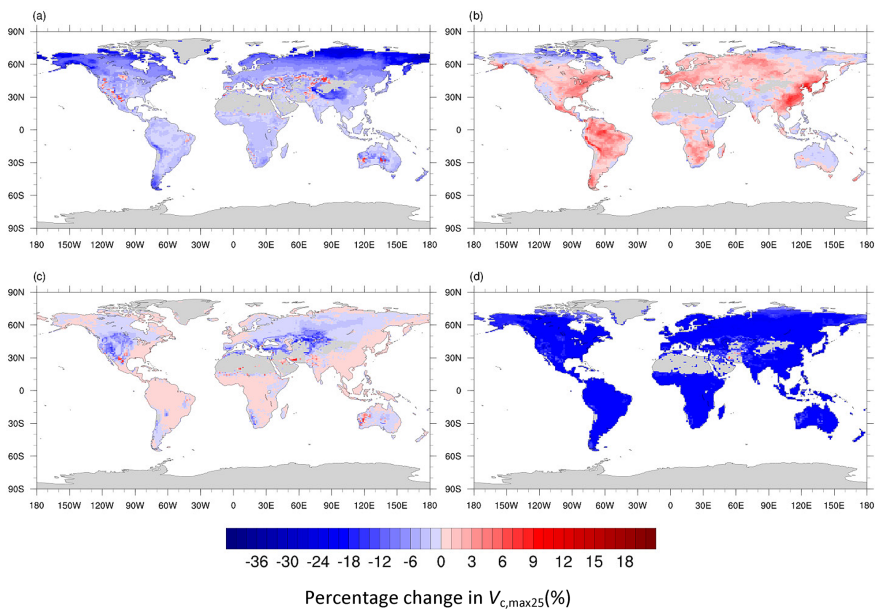 (a) (b)
90N 90N
60N 60N
30N 30N
0 0
30S 30S
60S 60S
90S 90S
180 150W 120W 90W 60W 30W 0 30E 60E 90E 120E 150E 180 180 150W 120W 90W 60W 30W 0 30E 60E 90E 120E 150E 180
(c) (d)
90N 90N
60N 60N
30N 30N
0 0
30S 30S
60S 60S
90S 90S
180 150W 120W 90W 60W 30W 0 30E 60E 90E 120E 150E 180 180 150W 120W 90W 60W 30W 0 30E 60E 90E 120E 150E 180
-36 -30 -24 -18 -12 -6 0 3 6 9 12 15 18
Percentage change in Vc,max25(%)